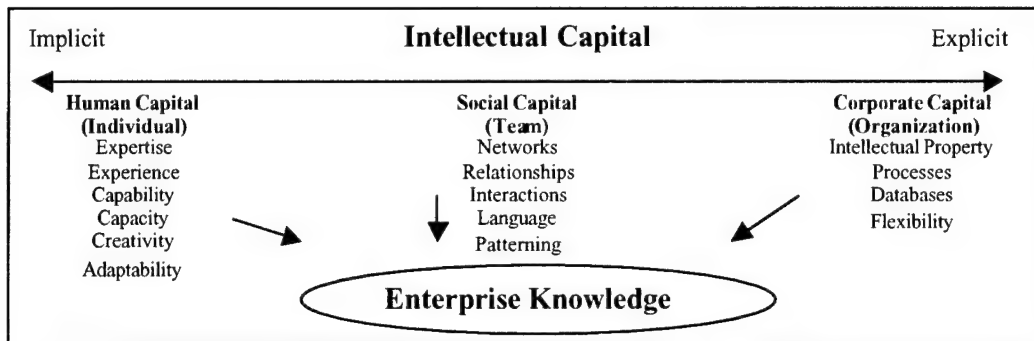 Implicit
Intellectual Capital
Explicit
Human Capital
(Individual)
Expertise
Experience
Capability
Capacity
Creativity
Adaptability
Social Capital
(Team)
Networks
Relationships
Interactions
Language
Patterning
Corporate Capital
(Organization)
Intellectual Property
Processes
Databases
Flexibility
Enterprise Knowledge